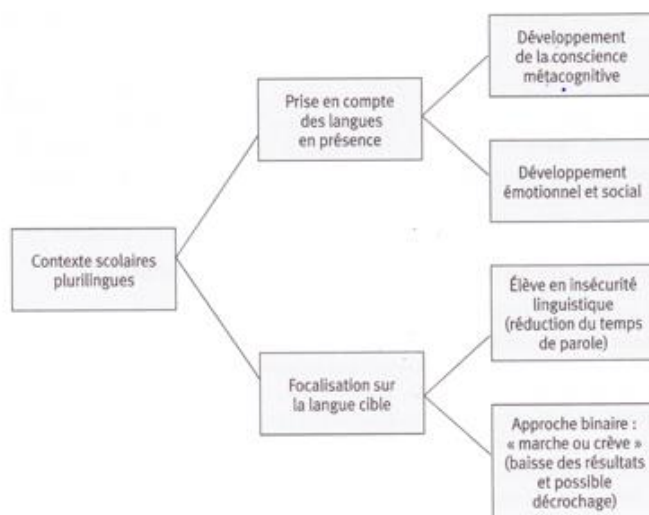 Développement
de la conscience
métacognitive
Prise en compte
des langues
en présence
Développement
émotionnel et social
Contexte scolaires
plurilingues
Élève en insécurité
linguistique
(réduction du temps
de parole)
Focalisation sur
la langue cible
Approche binaire :
« marche ou crève »
(baisse des résultats
et possible
décrochage)